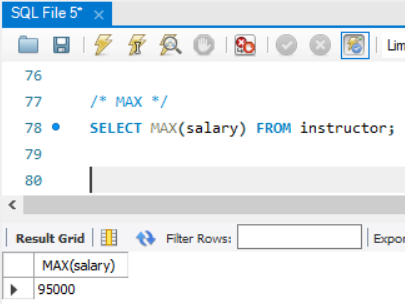 SQL File 5*
Lim
76
77 /* MAX */
78 SELECT MAX(salary) FROM instructor;
79
80
Result Grid Filter Rows: Expor
MAX(salary)
95000